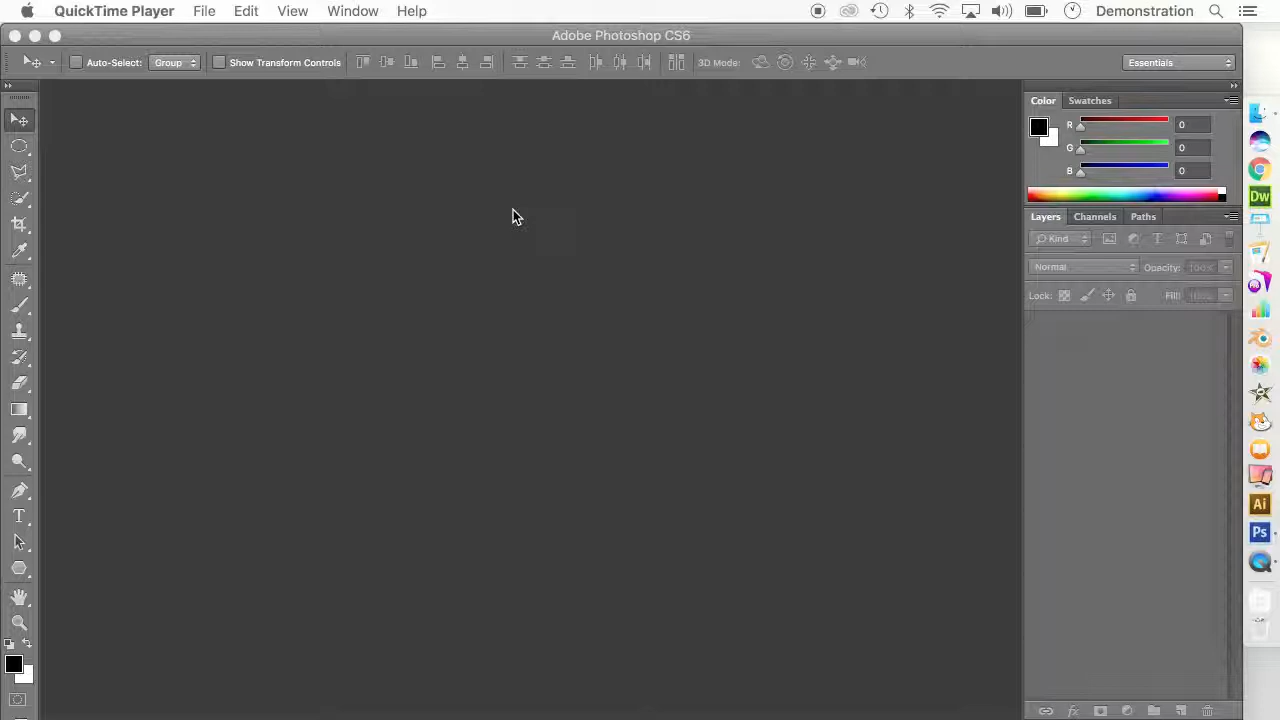 QuickTime Player File Edit View Window Help Demonstration
Adobe Photoshop CS6
Auto-Select: Group Show Transform Controls 3D Mode: Essentials
Color Swatches
R 0
G 0
B 0
Layers Channels Paths
Kind
Normal Opacity: 100%
Lock: Fill:
Dw
Ai
Ps
T